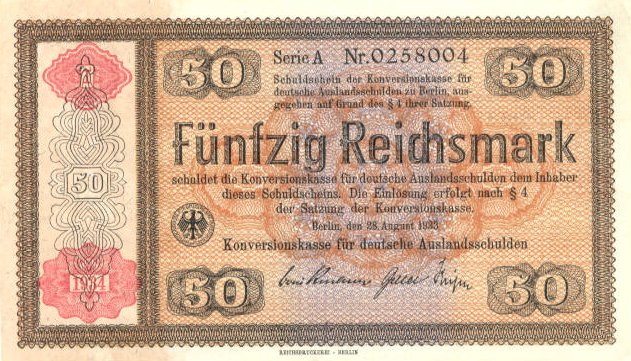 Serie A Nr.0258004
50
50
Schuldschein der Konversionskasse für
deutsche Auslandsschulden zu Berlin, aus-
gegeben auf Grund des § 4 ihrer Satzung.
Fünfzig Reichsmark
50
schuldet die Konversionskasse für deutsche Auslandsschulden dem Inhaber
dieses Schuldscheins. Die Einlösung erfolgt nach § 4
der Satzung der Konversionskasse.
Berlin, den 28. August 1933
Konversionskasse für deutsche Auslandsschulden
1934
50
50
REICHSDRUCKEREI - BERLIN